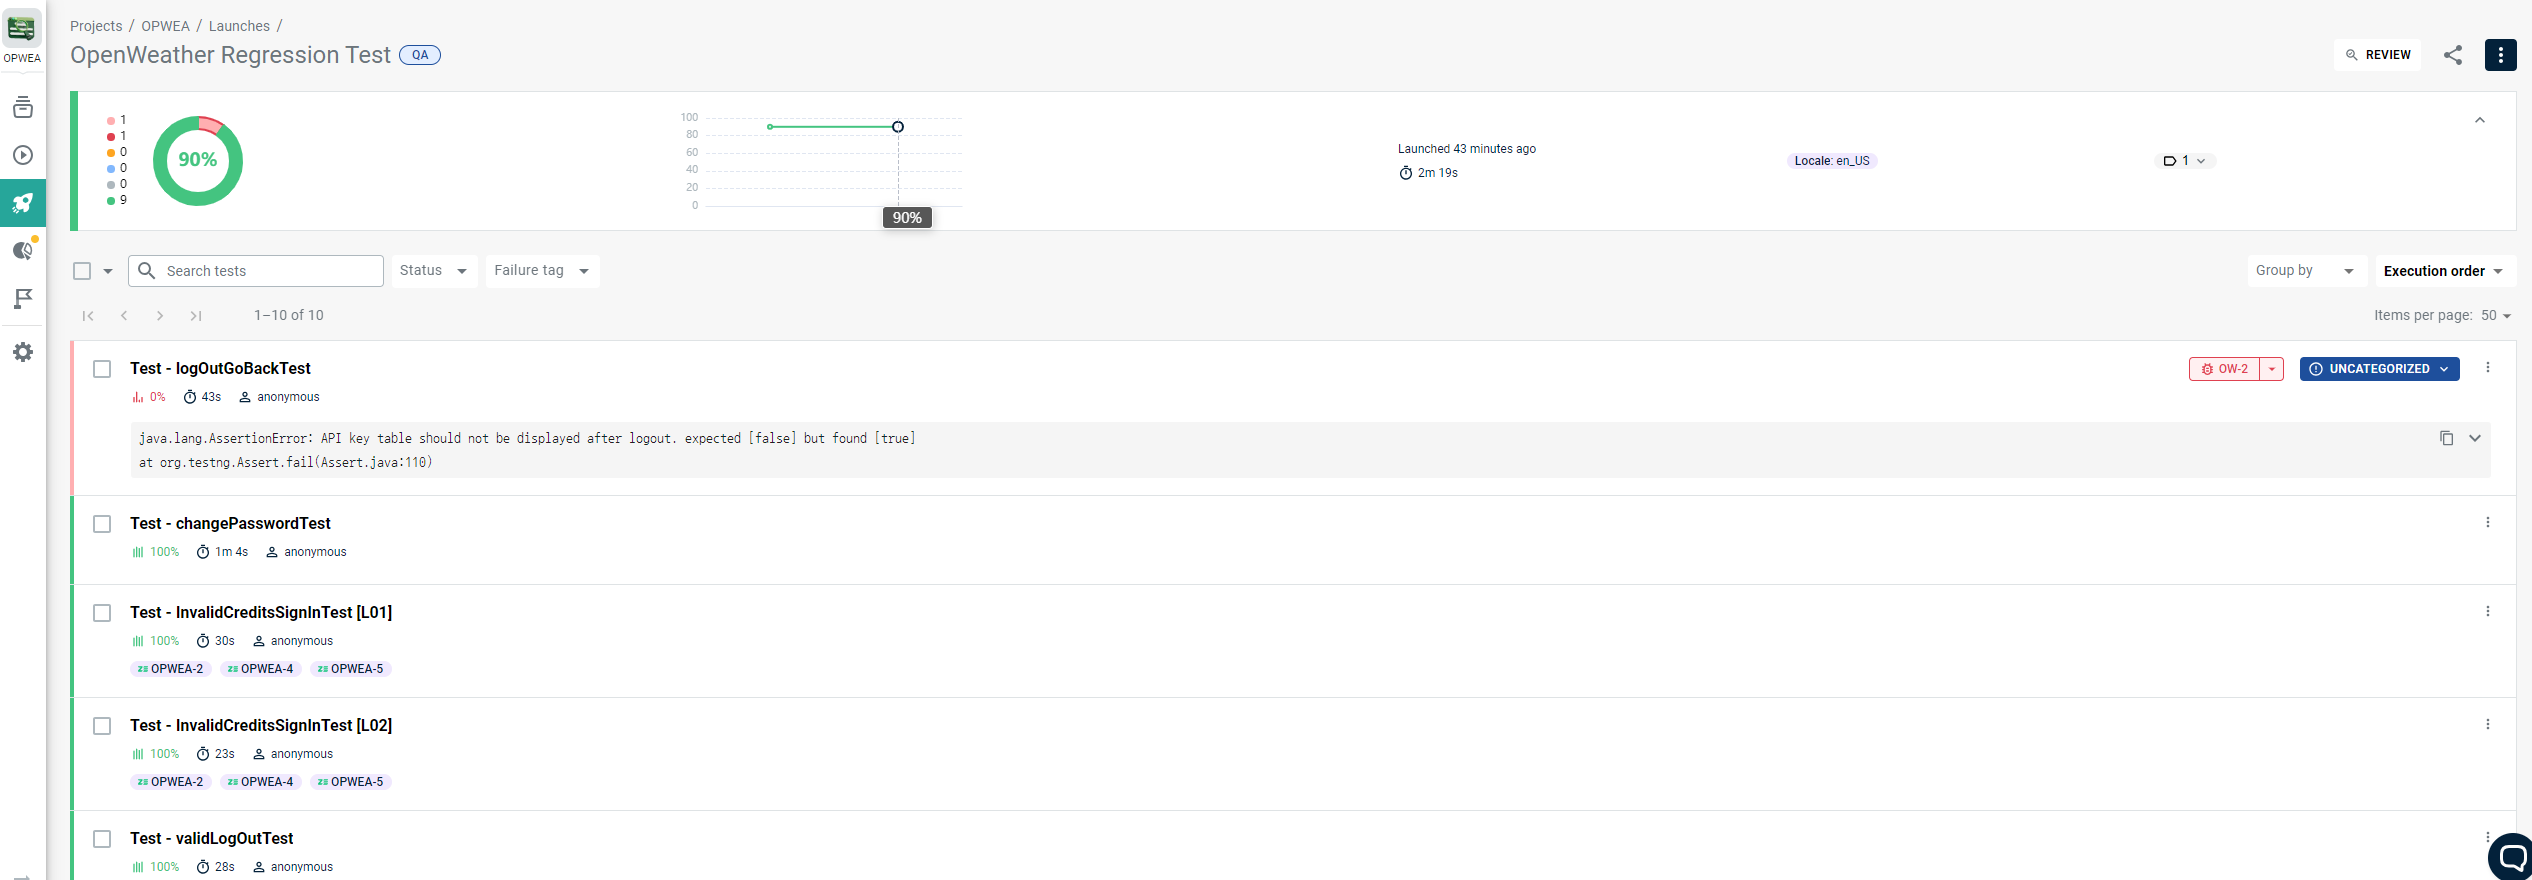 OPWEA
Projects / OPWEA / Launches /
OpenWeather Regression Test QA
REVIEW
1
1
0
0
0
9
90%
100
80
60
40
20
0
90%
Launched 43 minutes ago
2m 19s
Locale: en_US
1
Search tests
Status
Failure tag
Group by
Execution order
1–10 of 10
Items per page: 50
Test - logOutGoBackTest
OW-2
UNCATEGORIZED
0% 43s anonymous
java.lang.AssertionError: API key table should not be displayed after logout. expected [false] but found [true]
at org.testng.Assert.fail(Assert.java:110)
Test - changePasswordTest
100% 1m 4s anonymous
Test - InvalidCreditsSignInTest [L01]
100% 30s anonymous
OPWEA-2 OPWEA-4 OPWEA-5
Test - InvalidCreditsSignInTest [L02]
100% 23s anonymous
OPWEA-2 OPWEA-4 OPWEA-5
Test - validLogOutTest
100% 28s anonymous